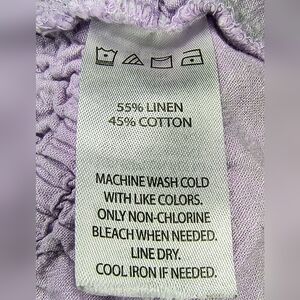 55% LINEN
45% COTTON
MACHINE WASH COLD
WITH LIKE COLORS.
ONLY NON-CHLORINE
BLEACH WHEN NEEDED.
LINE DRY.
COOL IRON IF NEEDED.